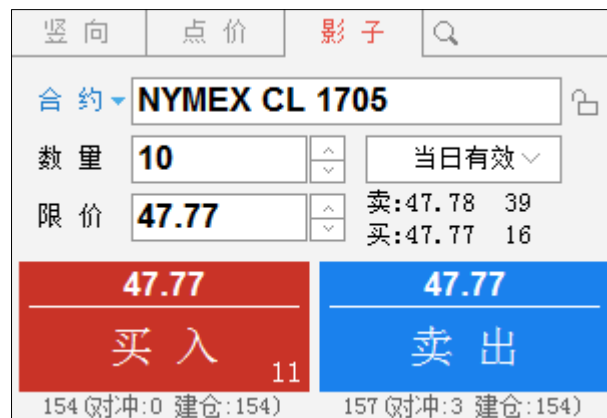 竖 向 点 价 影 子
合 约 NYMEX CL 1705
数 量 10 当日有效
限 价 47.77 卖:47.78 39
买:47.77 16
47.77 47.77
买 入 11 卖 出
154(对冲:0 建仓:154) 157(对冲:3 建仓:154)